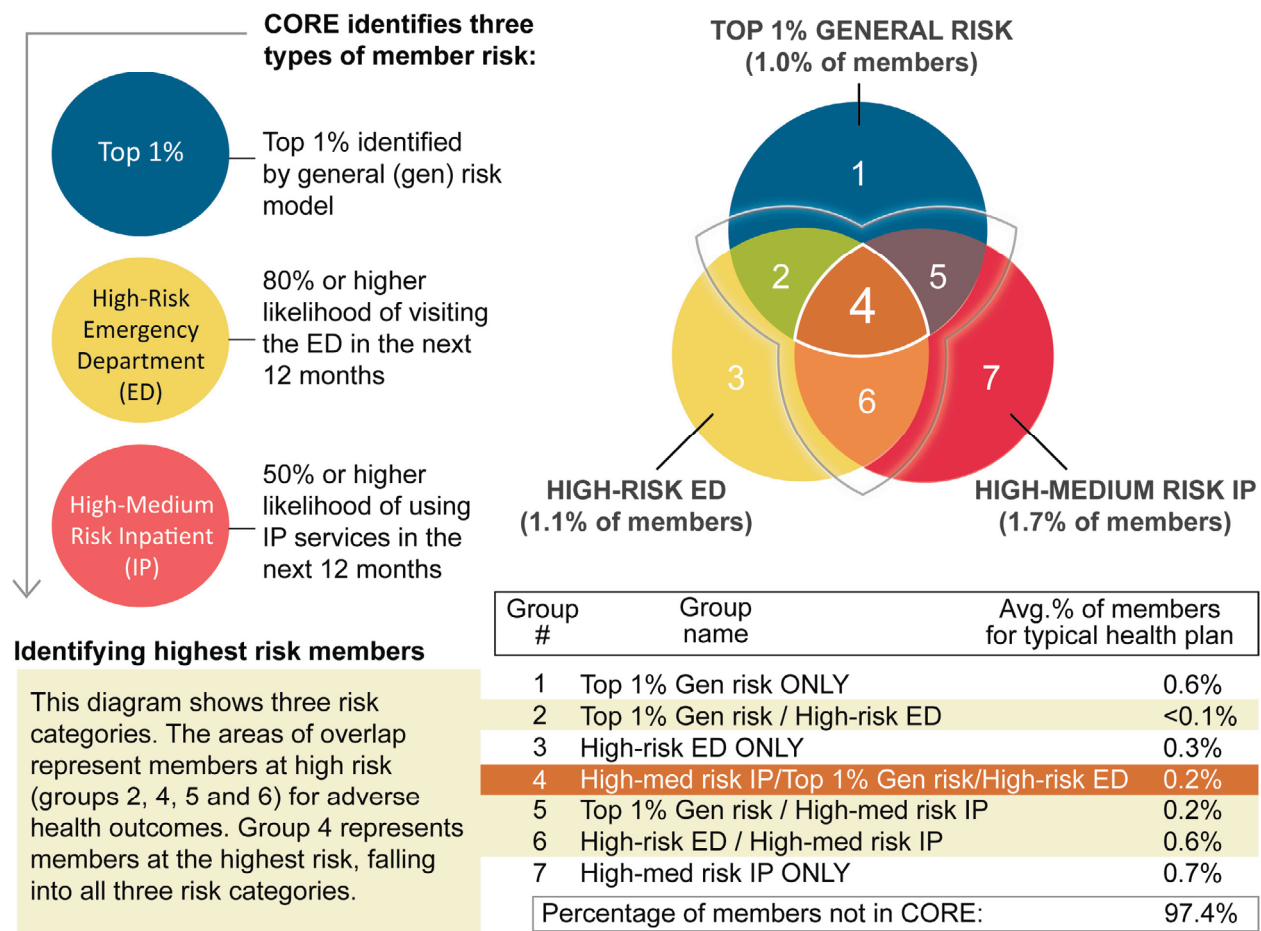 CORE identifies three
types of member risk:
Top 1%
Top 1% identified
by general (gen) risk
model
High-Risk
Emergency
Department
(ED)
80% or higher
likelihood of visiting
the ED in the next
12 months
High-Medium
Risk Inpatient
(IP)
50% or higher
likelihood of using
IP services in the
next 12 months
TOP 1% GENERAL RISK
(1.0% of members)
1
2
5
4
3
6
7
HIGH-RISK ED
(1.1% of members)
HIGH-MEDIUM RISK IP
(1.7% of members)
Identifying highest risk members
This diagram shows three risk
categories. The areas of overlap
represent members at high risk
(groups 2, 4, 5 and 6) for adverse
health outcomes. Group 4 represents
members at the highest risk, falling
into all three risk categories.
Group # Group name Avg.% of members for typical health plan
1 Top 1% Gen risk ONLY 0.6%
2 Top 1% Gen risk / High-risk ED <0.1%
3 High-risk ED ONLY 0.3%
4 High-med risk IP/Top 1% Gen risk/High-risk ED 0.2%
5 Top 1% Gen risk / High-med risk IP 0.2%
6 High-risk ED / High-med risk IP 0.6%
7 High-med risk IP ONLY 0.7%
Percentage of members not in CORE: 97.4%